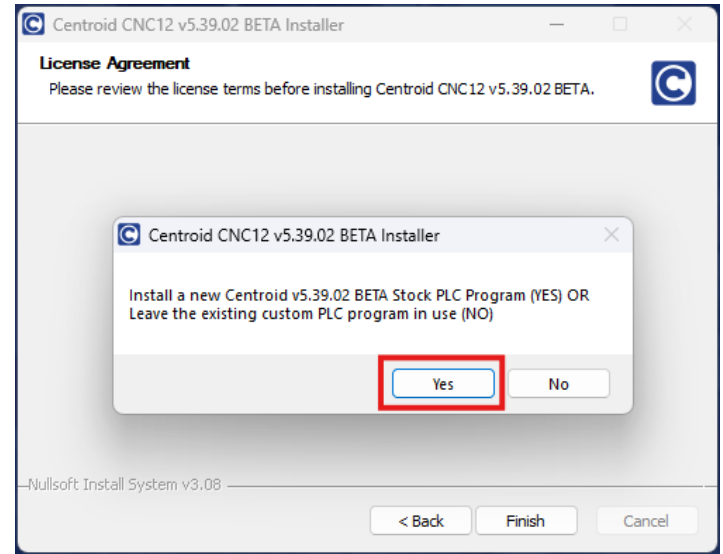 Centroid CNC12 v5.39.02 BETA Installer
License Agreement
Please review the license terms before installing Centroid CNC12 v5.39.02 BETA.
Centroid CNC12 v5.39.02 BETA Installer
Install a new Centroid v5.39.02 BETA Stock PLC Program (YES) OR
Leave the existing custom PLC program in use (NO)
Yes No
Nullsoft Install System v3.08
< Back Finish Cancel